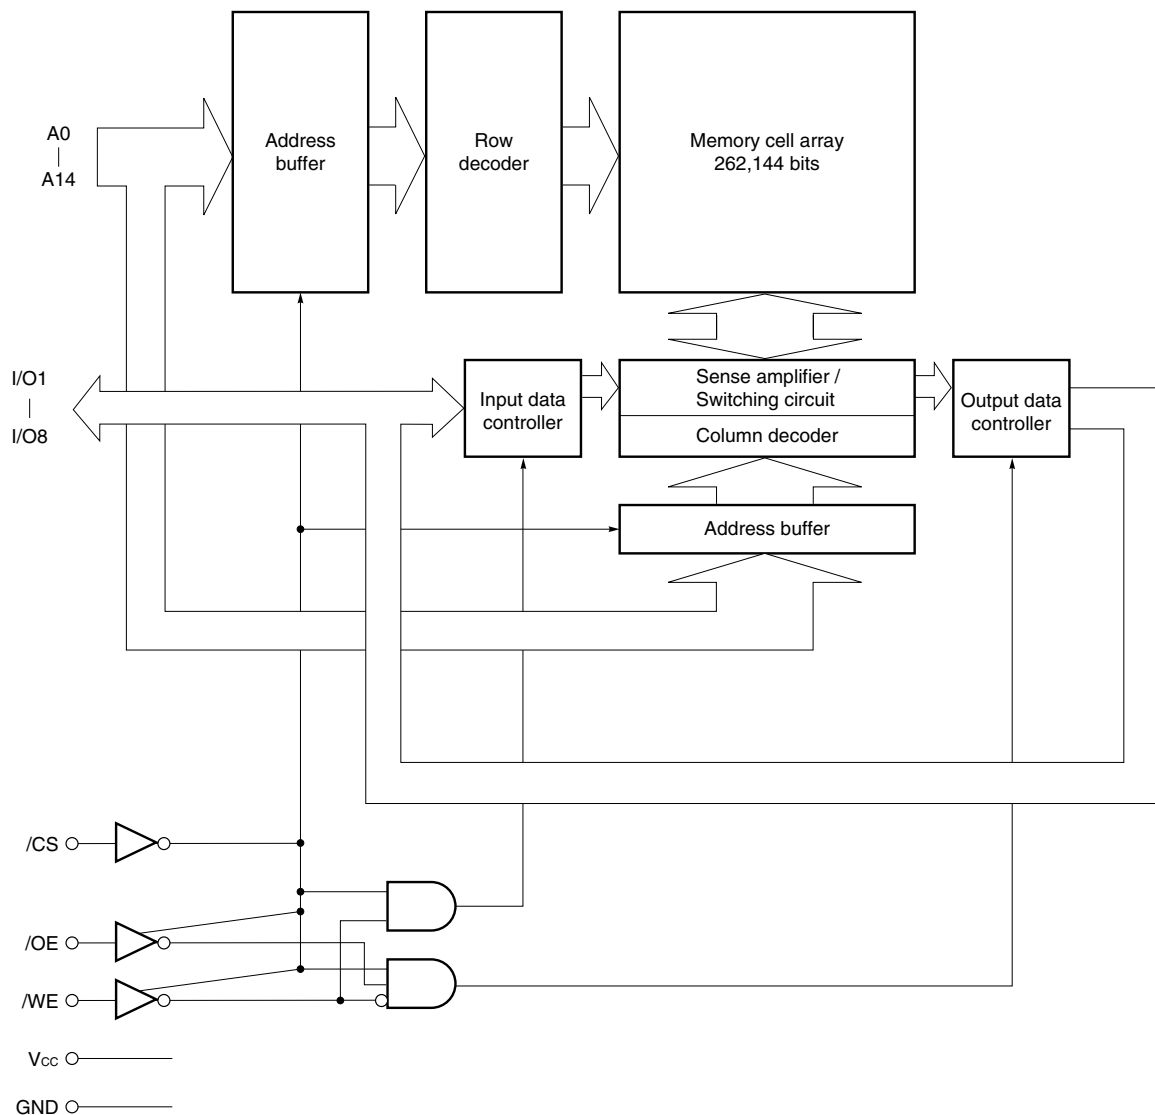 A0
A14
Address
buffer
Row
decoder
Memory cell array
262,144 bits
I/O1
I/O8
Input data
controller
Sense amplifier /
Switching circuit
Column decoder
Output data
controller
Address buffer
/CS
/OE
/WE
VCC
GND